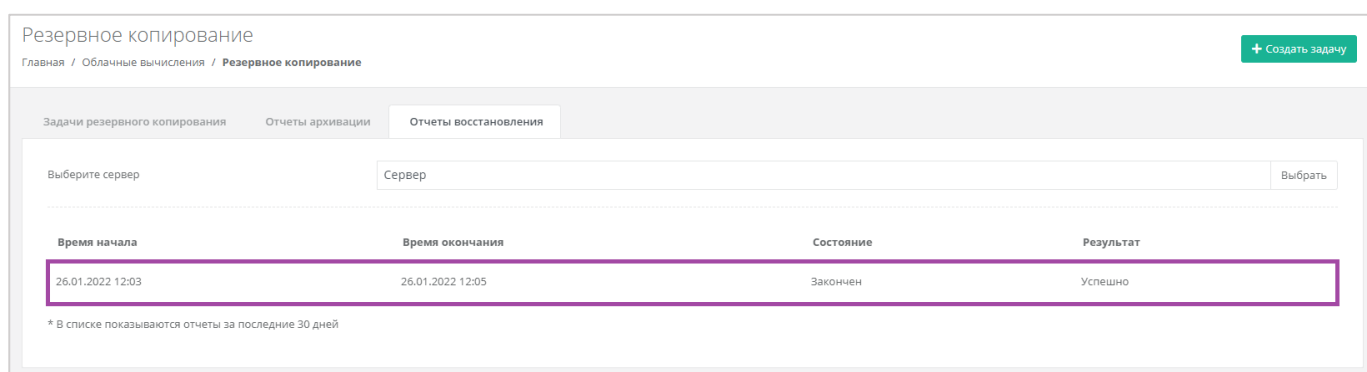 Резервное копирование
+ Создать задачу
Главная / Облачные вычисления / Резервное копирование
Задачи резервного копирования Отчеты архивации Отчеты восстановления
Выберите сервер Сервер Выбрать
Время начала Время окончания Состояние Результат
26.01.2022 12:03 26.01.2022 12:05 Закончен Успешно
* В списке показываются отчеты за последние 30 дней